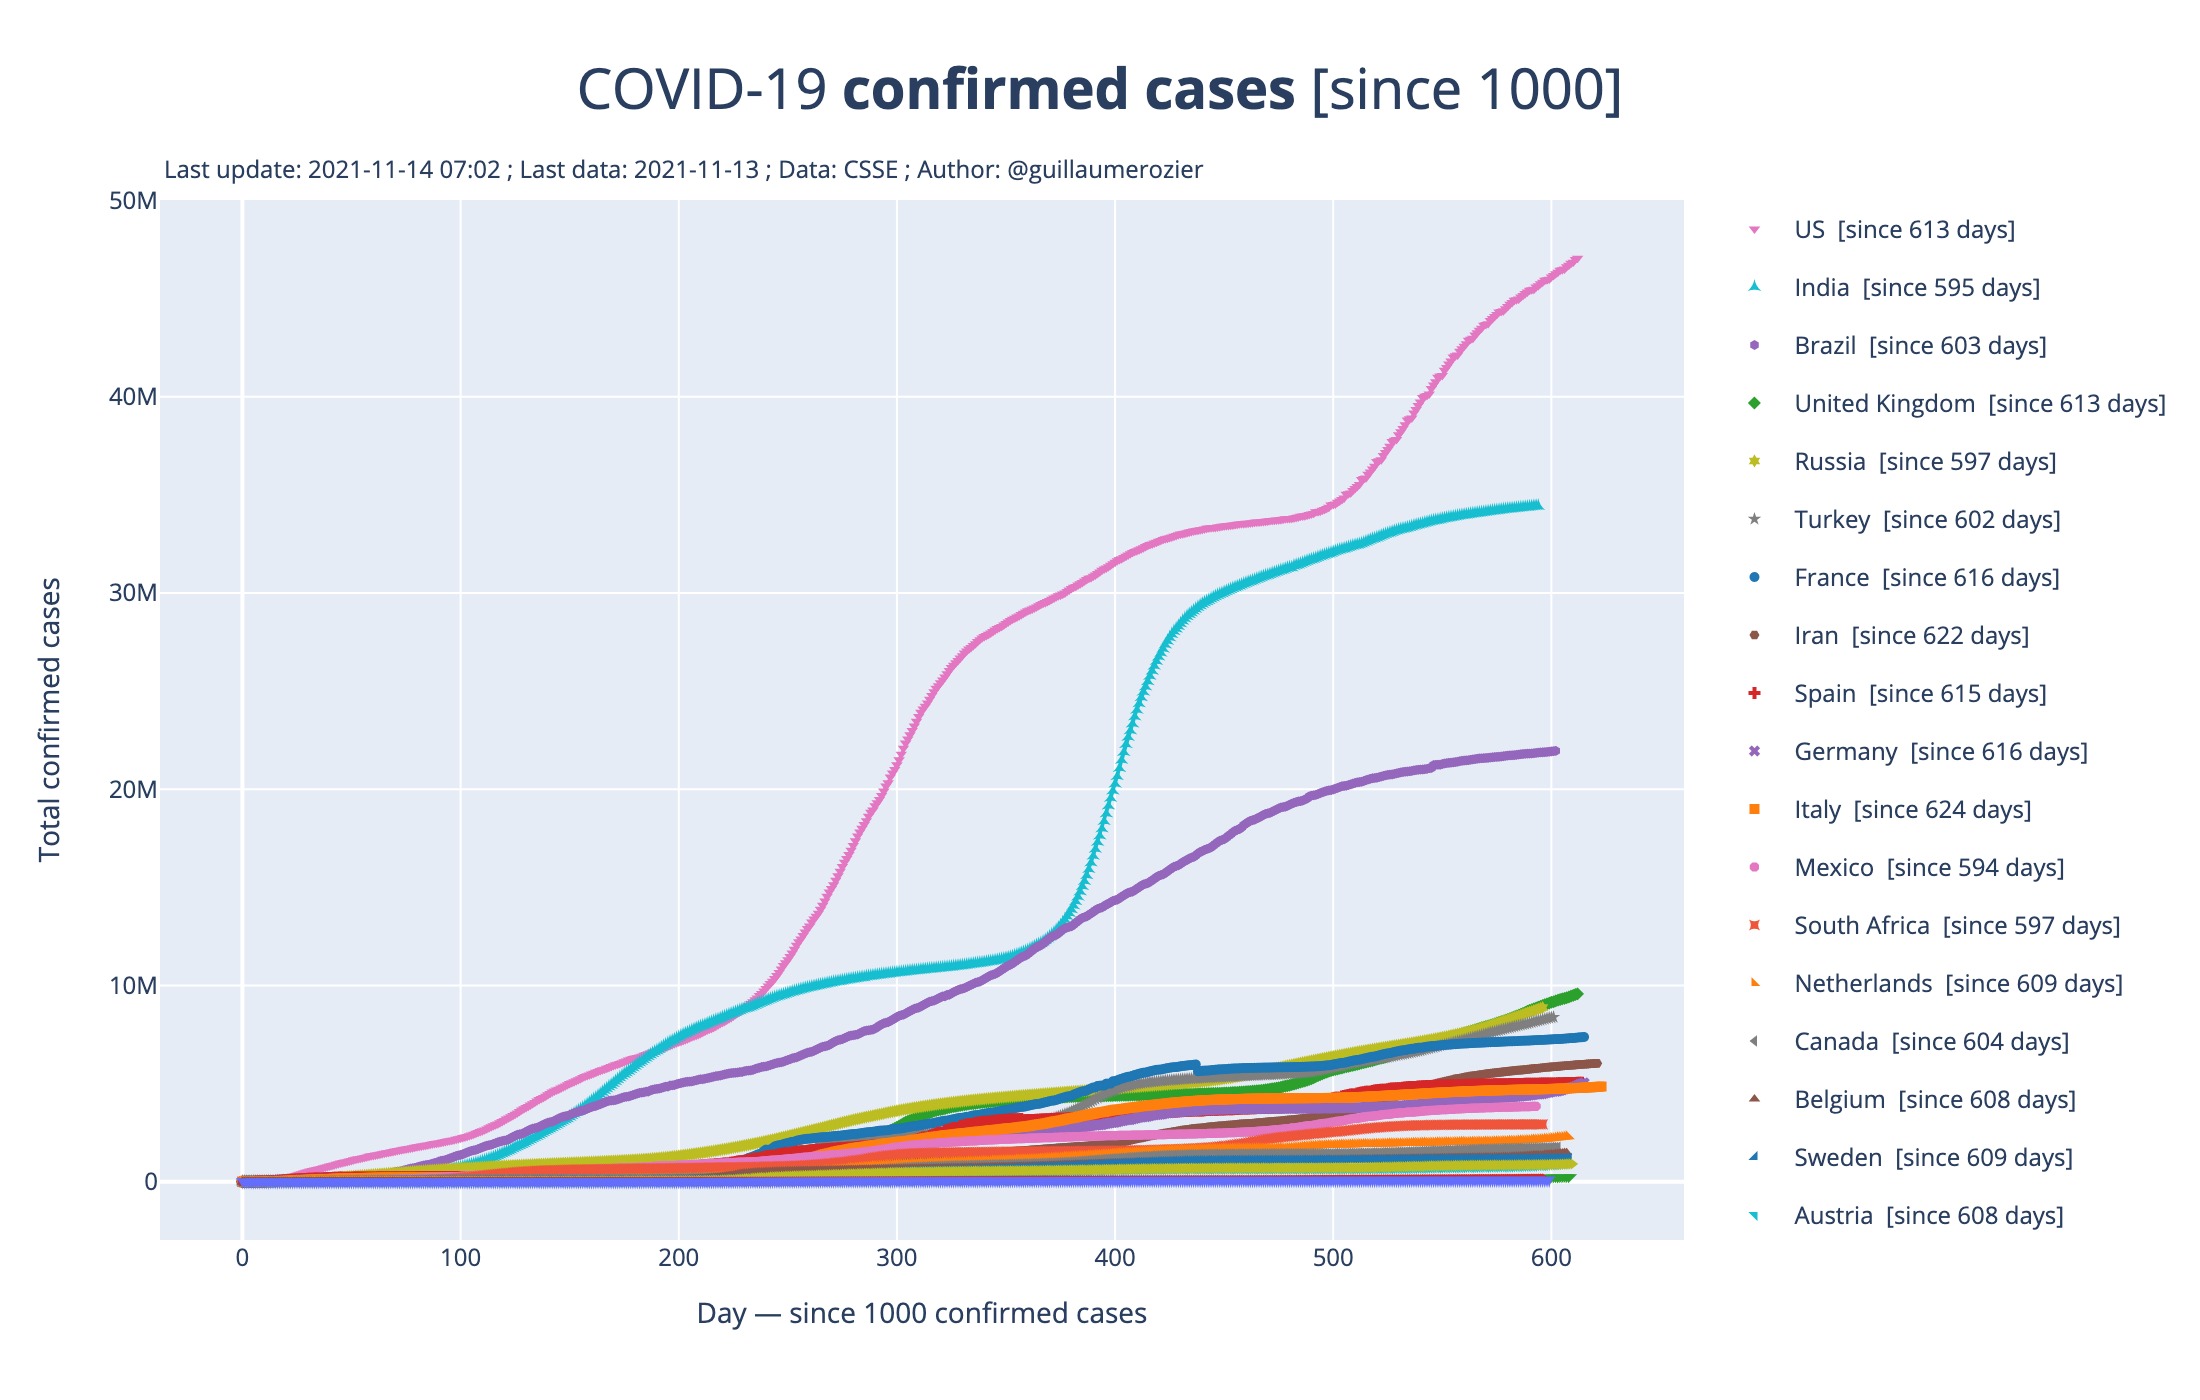 COVID-19 confirmed cases [since 1000]
Last update: 2021-11-14 07:02 ; Last data: 2021-11-13 ; Data: CSSE ; Author: @guillaumerozier
50M
40M
30M
20M
10M
0
Total confirmed cases
0 100 200 300 400 500 600
Day — since 1000 confirmed cases
US [since 613 days]
India [since 595 days]
Brazil [since 603 days]
United Kingdom [since 613 days]
Russia [since 597 days]
Turkey [since 602 days]
France [since 616 days]
Iran [since 622 days]
Spain [since 615 days]
Germany [since 616 days]
Italy [since 624 days]
Mexico [since 594 days]
South Africa [since 597 days]
Netherlands [since 609 days]
Canada [since 604 days]
Belgium [since 608 days]
Sweden [since 609 days]
Austria [since 608 days]